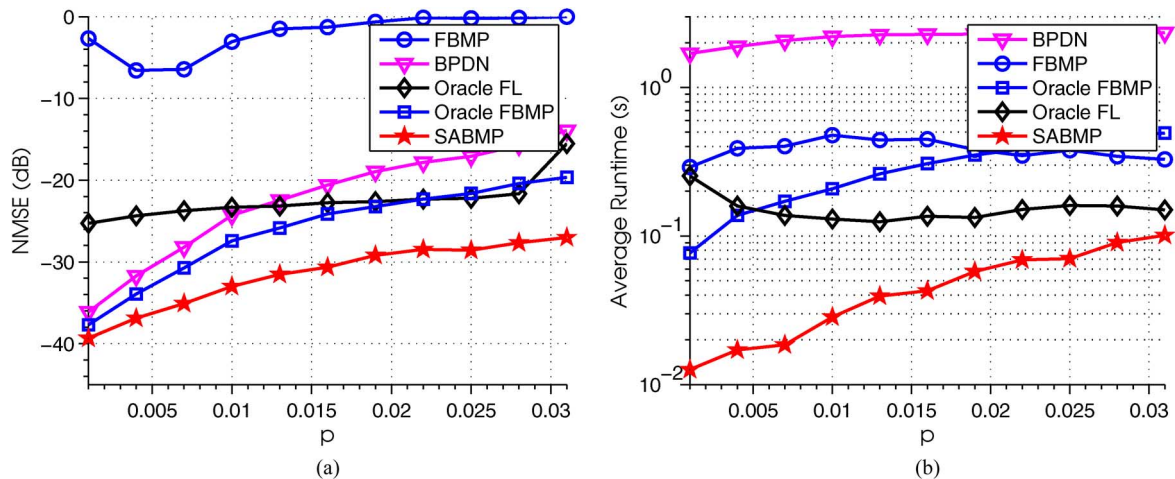 0
−10
−20
−30
−40
NMSE (dB)
0.005 0.01 0.015 0.02 0.025 0.03
p
FBMP
BPDN
Oracle FL
Oracle FBMP
SABMP
(a)
10^0
10^−1
10^−2
Average Runtime (s)
0.005 0.01 0.015 0.02 0.025 0.03
p
BPDN
FBMP
Oracle FBMP
Oracle FL
SABMP
(b)